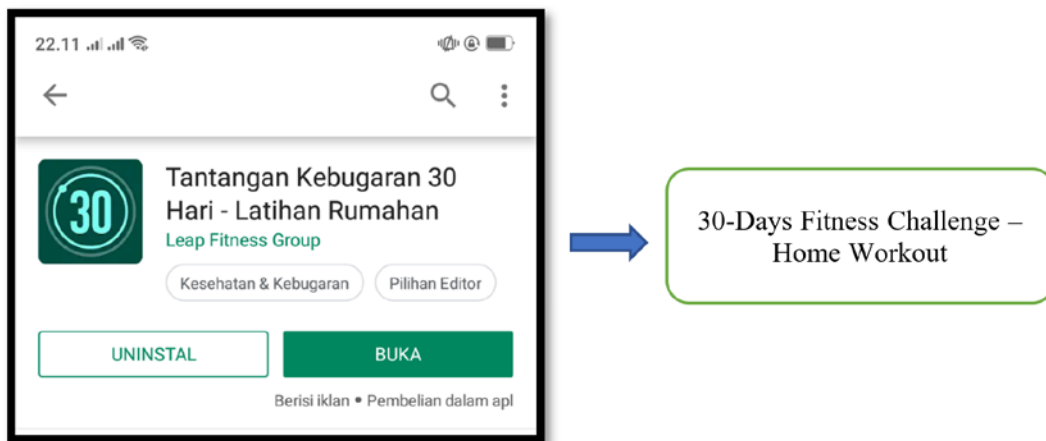 22.11
30
Tantangan Kebugaran 30
Hari - Latihan Rumahan
Leap Fitness Group
Kesehatan & Kebugaran
Pilihan Editor
UNINSTAL
BUKA
Berisi iklan • Pembelian dalam apl
30-Days Fitness Challenge –
Home Workout